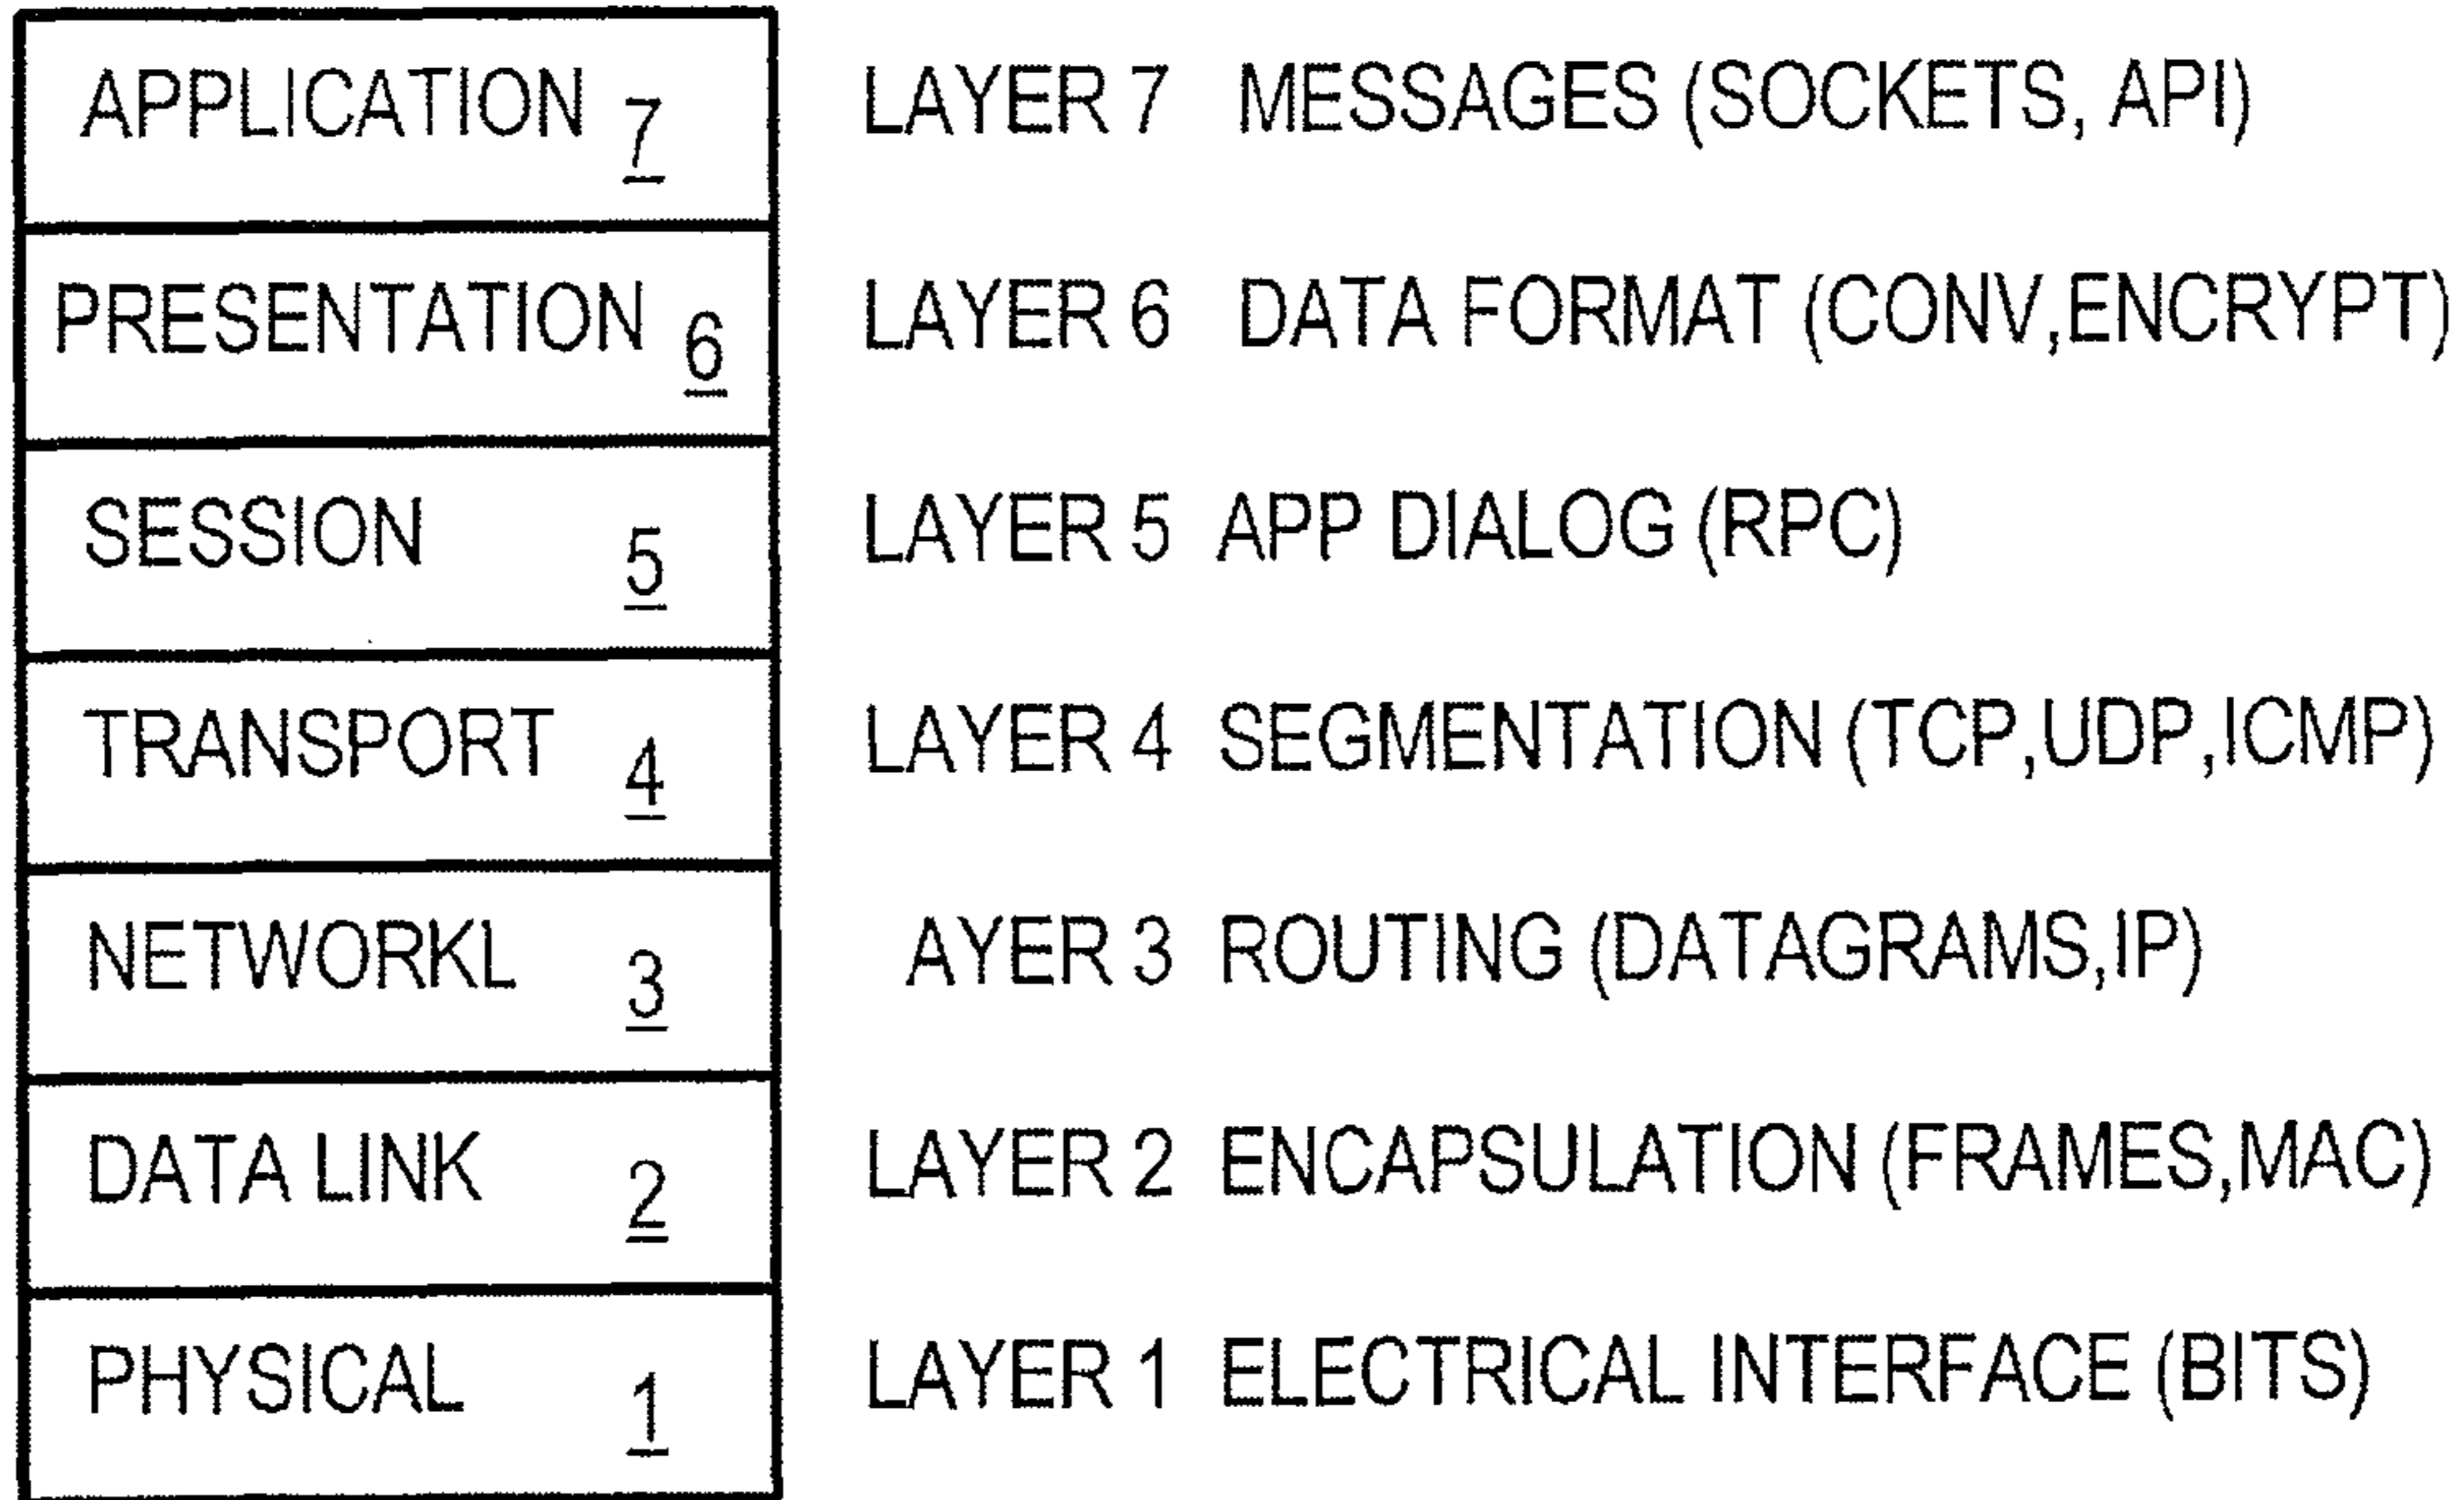 APPLICATION 7 LAYER 7 MESSAGES (SOCKETS, API)
PRESENTATION 6 LAYER 6 DATA FORMAT (CONV,ENCRYPT)
SESSION 5 LAYER 5 APP DIALOG (RPC)
TRANSPORT 4 LAYER 4 SEGMENTATION (TCP,UDP,ICMP)
NETWORKL 3 AYER 3 ROUTING (DATAGRAMS,IP)
DATA LINK 2 LAYER 2 ENCAPSULATION (FRAMES,MAC)
PHYSICAL 1 LAYER 1 ELECTRICAL INTERFACE (BITS)